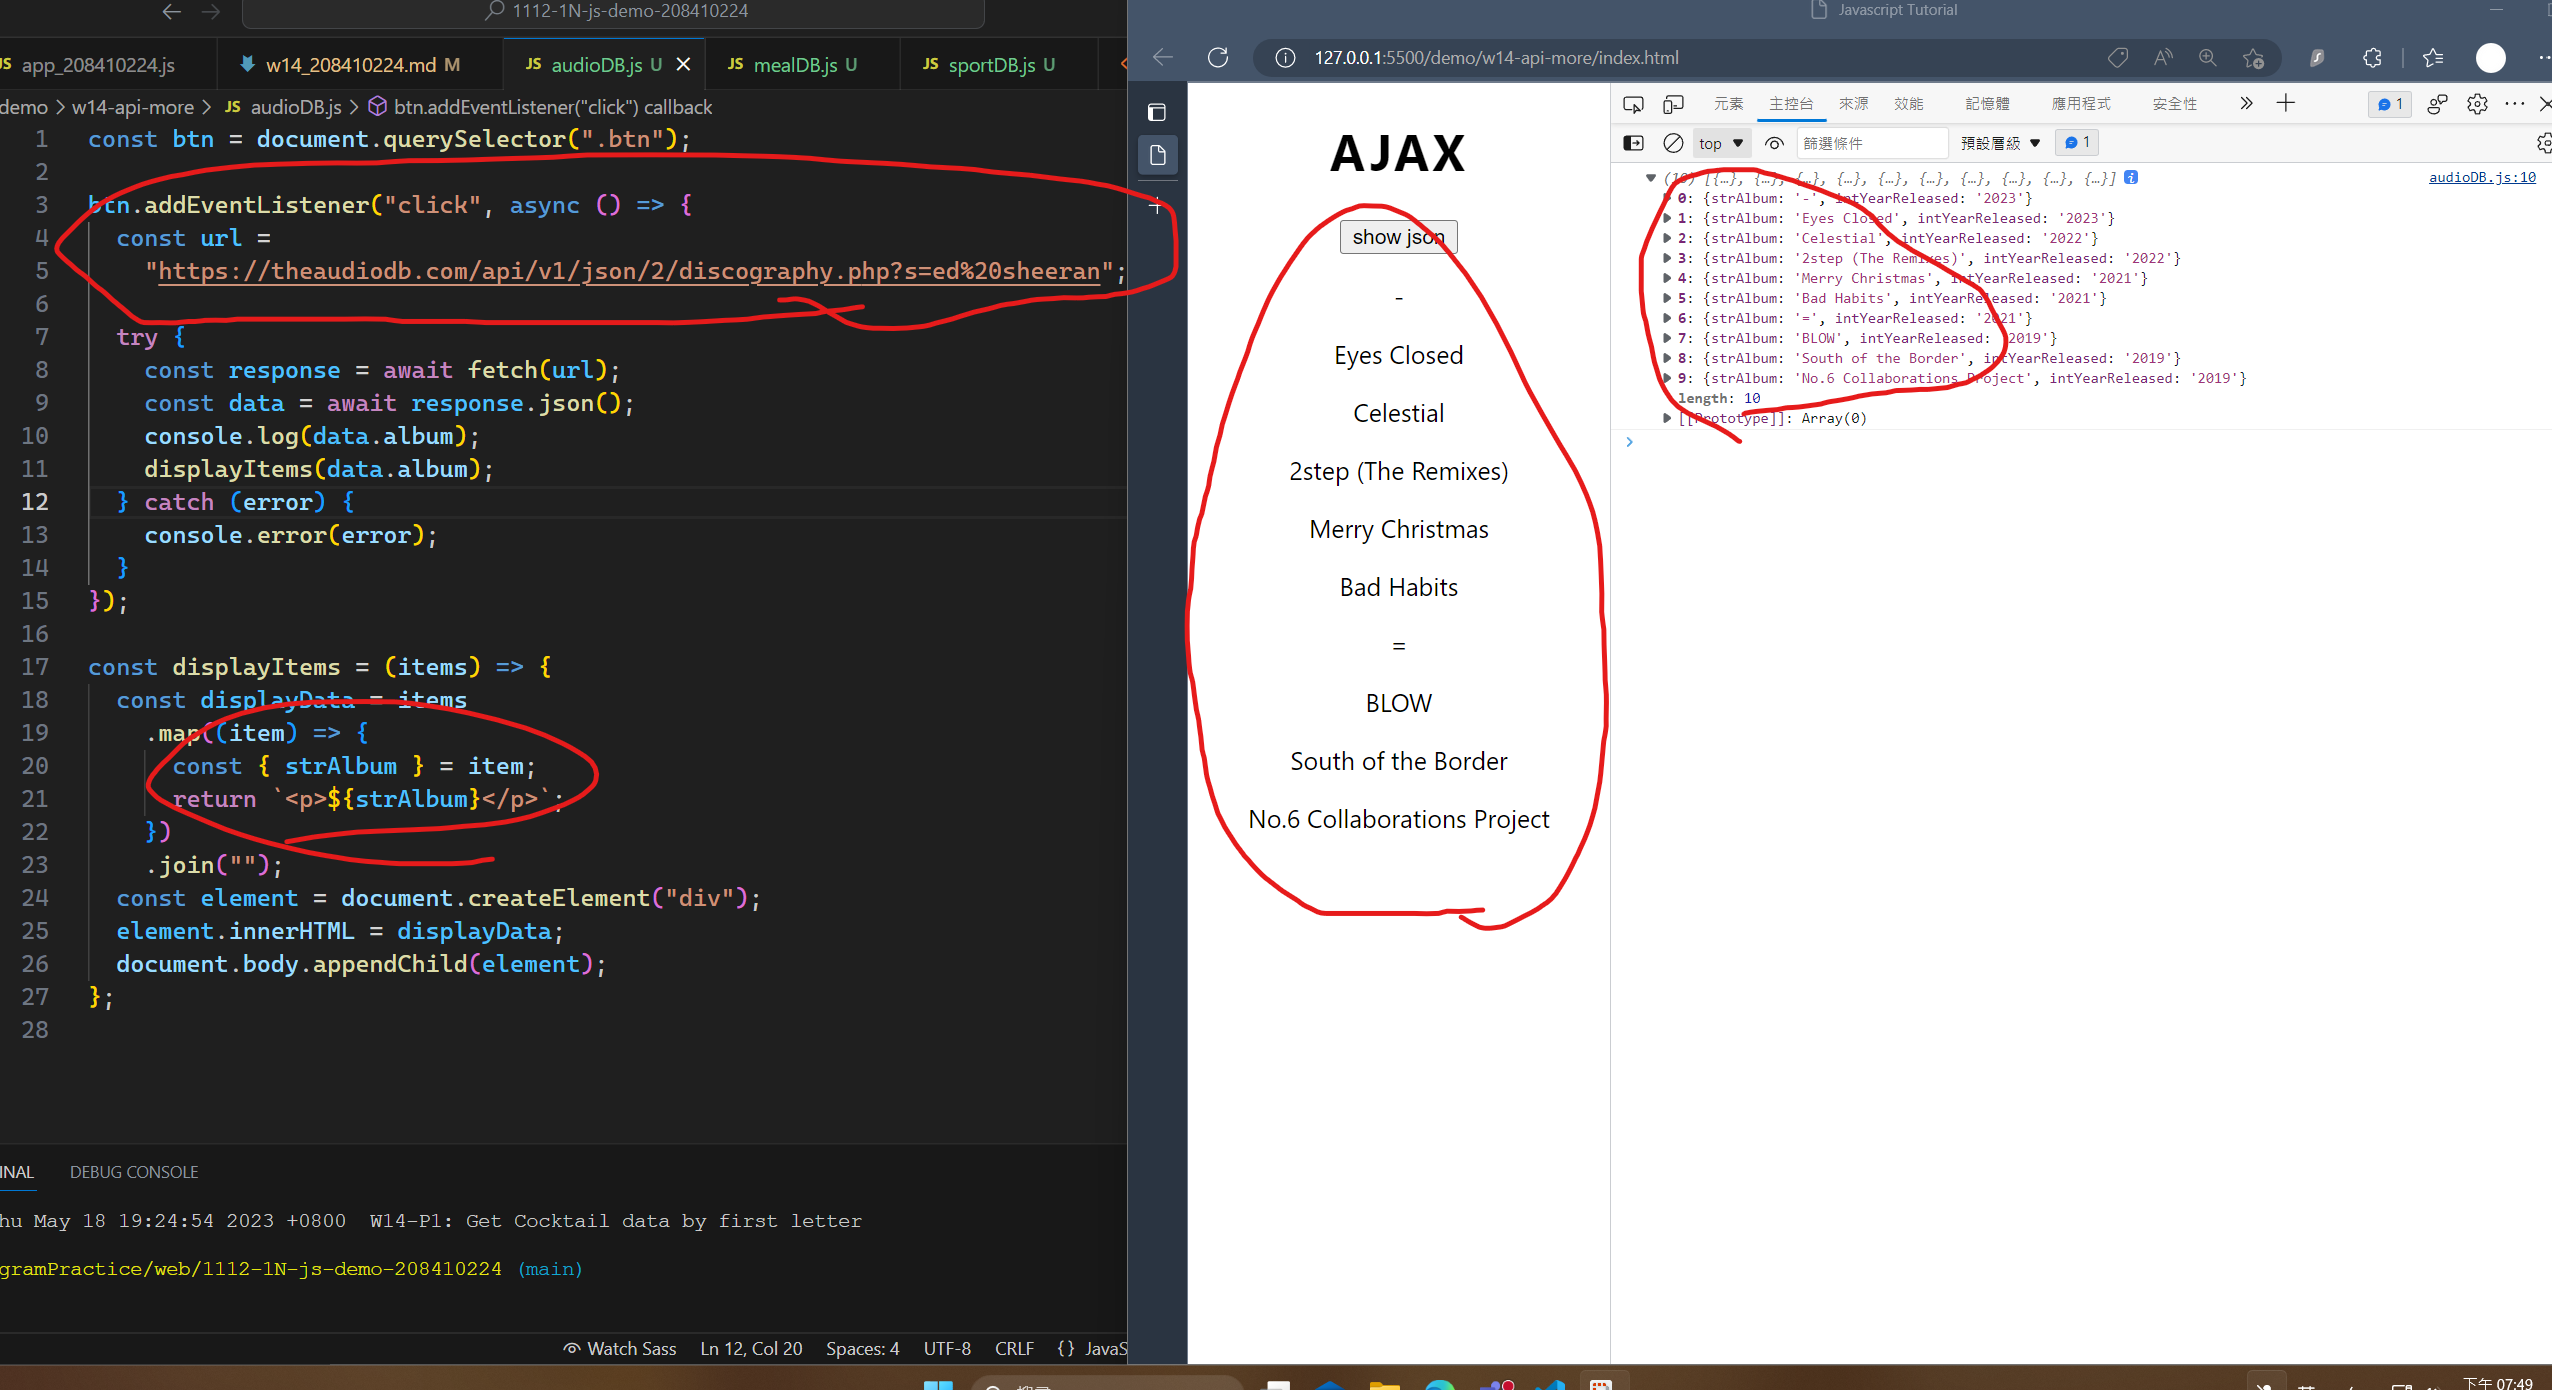 1112-1N-js-demo-208410224
JS app_208410224.js
w14_208410224.md M
JS audioDB.js U
JS mealDB.js U
JS sportDB.js U
demo > w14-api-more > JS audioDB.js > btn.addEventListener("click") callback
1 const btn = document.querySelector(".btn");
2
3 btn.addEventListener("click", async () => {
4 const url =
5 "https://theaudiodb.com/api/v1/json/2/discography.php?s=ed%20sheeran";
6
7 try {
8 const response = await fetch(url);
9 const data = await response.json();
10 console.log(data.album);
11 displayItems(data.album);
12 } catch (error) {
13 console.error(error);
14 }
15 });
16
17 const displayItems = (items) => {
18 const displayData = items
19 .map((item) => {
20 const { strAlbum } = item;
21 return `<p>${strAlbum}</p>`;
22 })
23 .join("");
24 const element = document.createElement("div");
25 element.innerHTML = displayData;
26 document.body.appendChild(element);
27 };
28
INAL DEBUG CONSOLE
hu May 18 19:24:54 2023 +0800 W14-P1: Get Cocktail data by first letter
gramPractice/web/1112-1N-js-demo-208410224 (main)
Watch Sass Ln 12, Col 20 Spaces: 4 UTF-8 CRLF {} JavaS
Javascript Tutorial
127.0.0.1:5500/demo/w14-api-more/index.html
AJAX
show json
-
Eyes Closed
Celestial
2step (The Remixes)
Merry Christmas
Bad Habits
=
BLOW
South of the Border
No.6 Collaborations Project
元素 主控台 來源 效能 記憶體 應用程式 安全性 1
top 篩選條件 預設層級 1
(10) [{…}, {…}, {…}, {…}, {…}, {…}, {…}, {…}, {…}, {…}] audioDB.js:10
0: {strAlbum: '-', intYearReleased: '2023'}
1: {strAlbum: 'Eyes Closed', intYearReleased: '2023'}
2: {strAlbum: 'Celestial', intYearReleased: '2022'}
3: {strAlbum: '2step (The Remixes)', intYearReleased: '2022'}
4: {strAlbum: 'Merry Christmas', intYearReleased: '2021'}
5: {strAlbum: 'Bad Habits', intYearReleased: '2021'}
6: {strAlbum: '=', intYearReleased: '2021'}
7: {strAlbum: 'BLOW', intYearReleased: '2019'}
8: {strAlbum: 'South of the Border', intYearReleased: '2019'}
9: {strAlbum: 'No.6 Collaborations Project', intYearReleased: '2019'}
length: 10
[[Prototype]]: Array(0)
下午 07:49